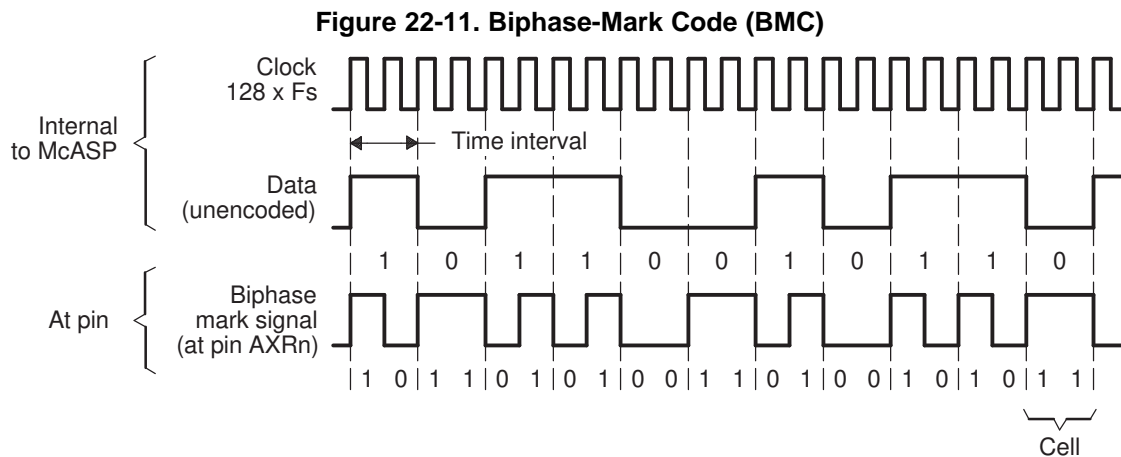 Figure 22-11. Biphase-Mark Code (BMC)
Clock
128 x Fs
Internal
to McASP
Time interval
Data
(unencoded)
1 0 1 1 0 0 1 0 1 1 0
At pin
Biphase
mark signal
(at pin AXRn)
1 0 1 1 0 1 0 1 0 0 1 1 0 1 0 0 1 0 1 0 1 1
Cell